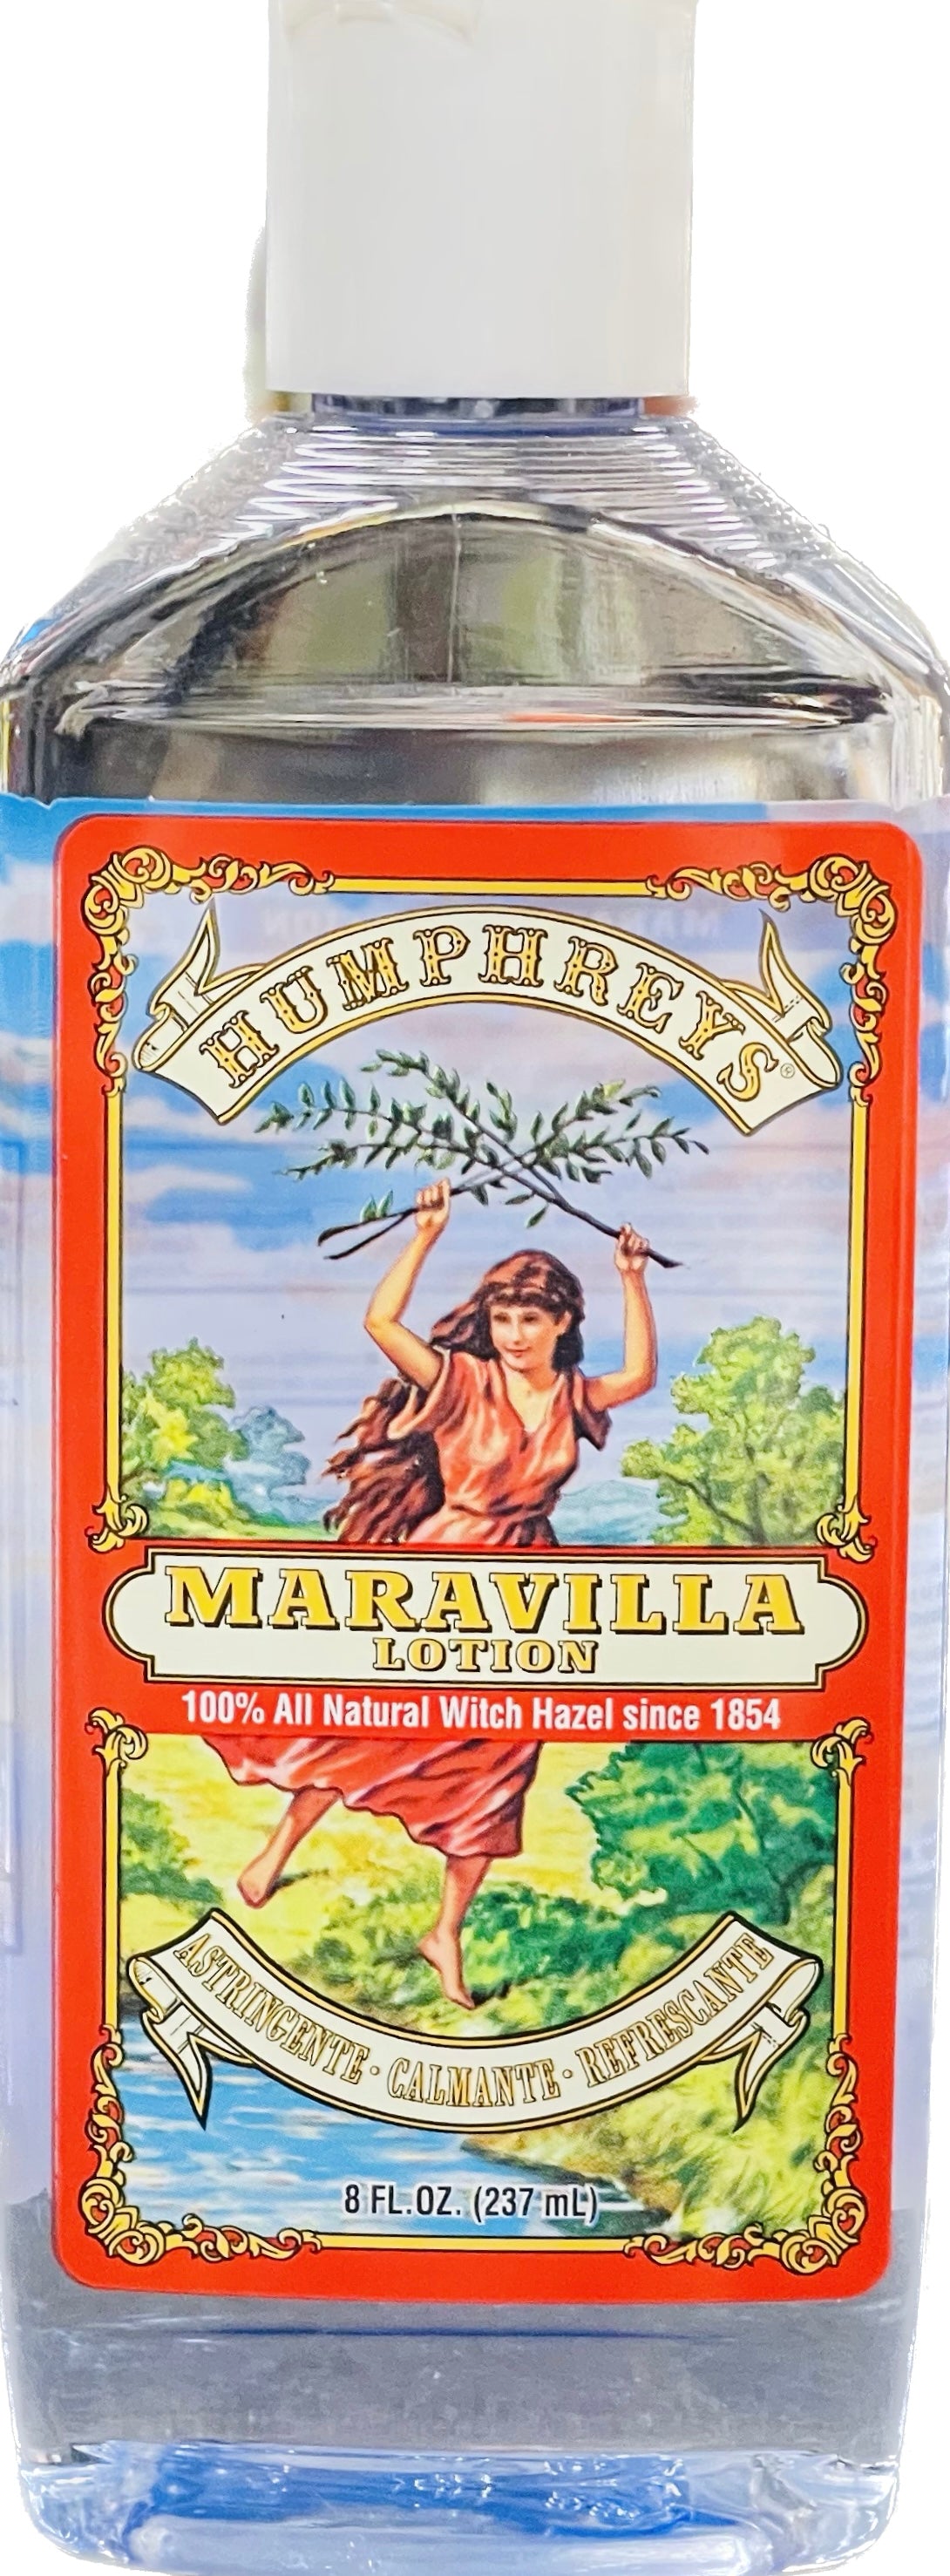 HUMPHREYS®
MARAVILLA
LOTION
100% All Natural Witch Hazel since 1854
ASTRINGENTE · CALMANTE · REFRESCANTE
8 FL.OZ. (237 mL)